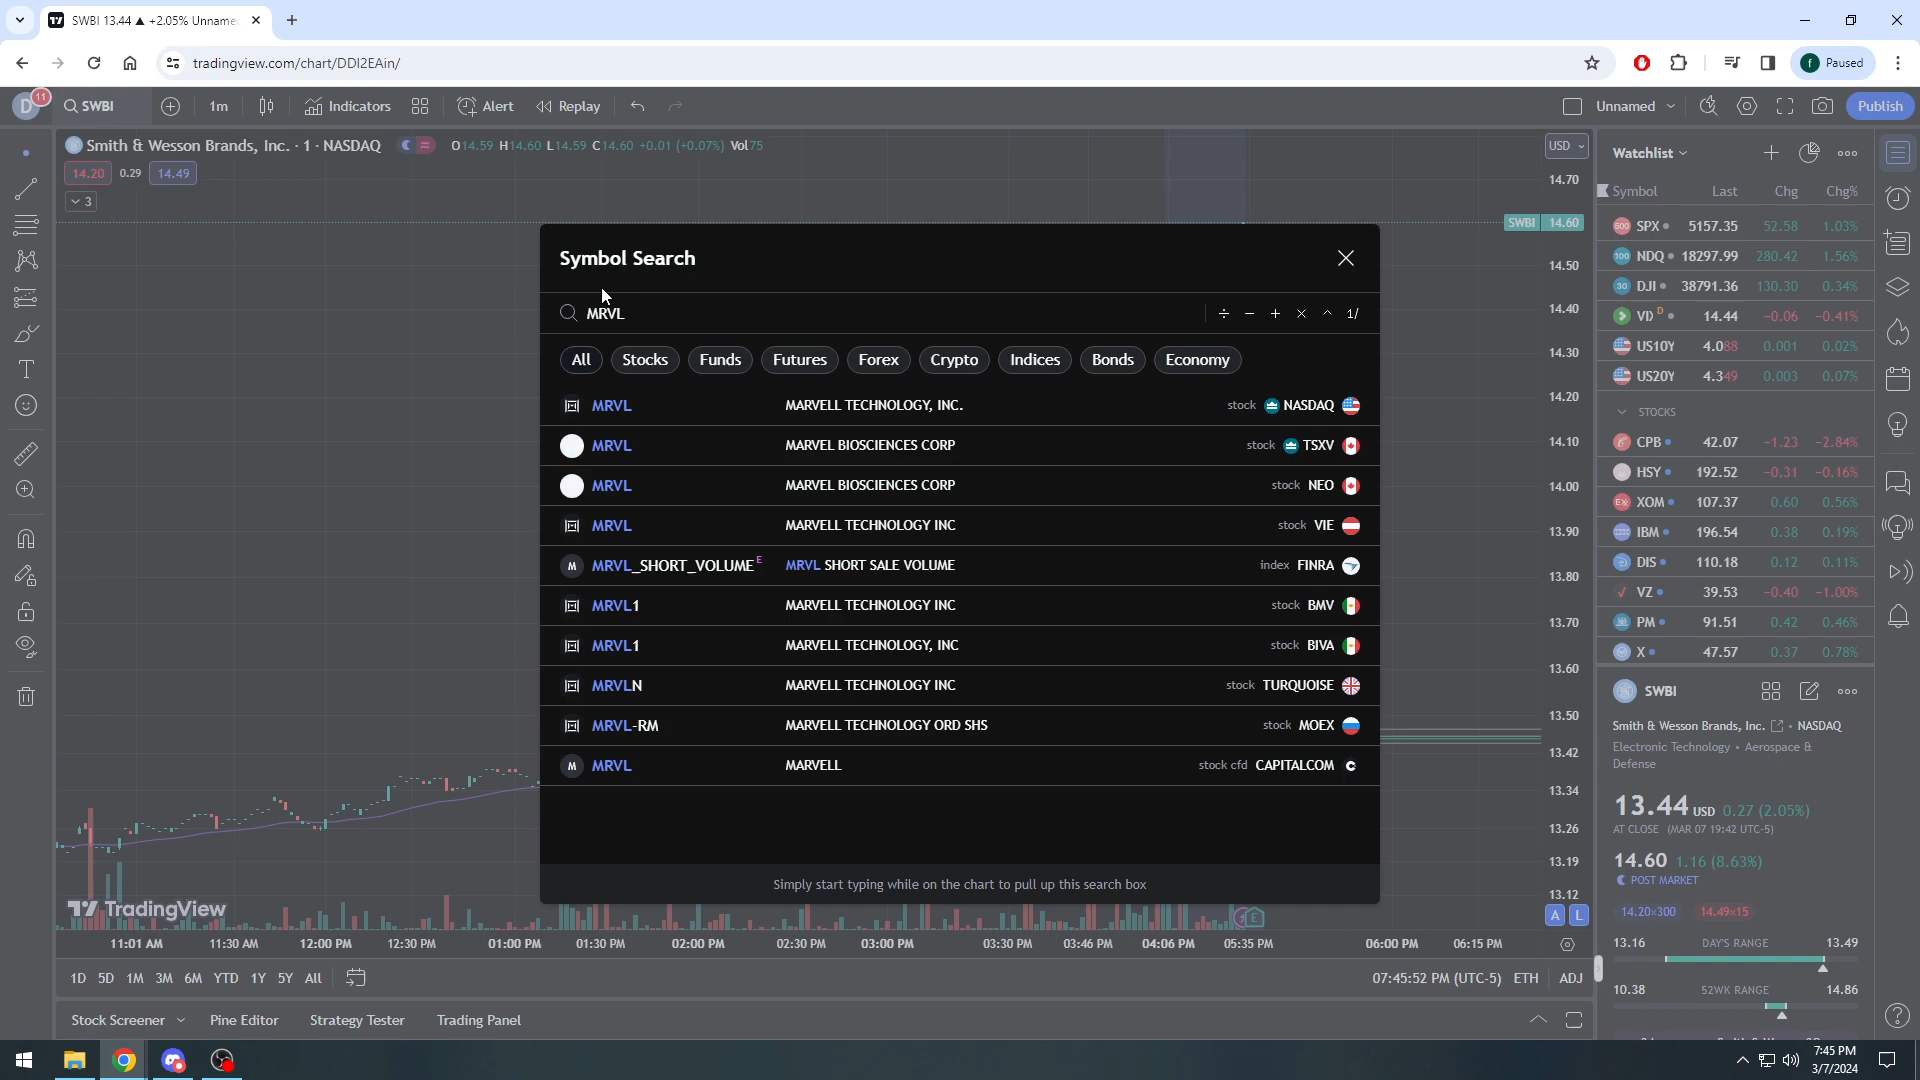 SWBI 13.44 ▲ +2.05% Unname
tradingview.com/chart/DDI2EAin/
f Paused
D 11 SWBI 1m Indicators Alert Replay Unnamed Publish
Smith & Wesson Brands, Inc. · 1 · NASDAQ O14.59 H14.60 L14.59 C14.60 +0.01 (+0.07%) Vol75
14.20 0.29 14.49
3
USD
14.70
SWBI 14.60
14.50
14.40
14.30
14.20
14.10
14.00
13.90
13.80
13.70
13.60
13.50
13.42
13.34
13.26
13.19
13.12
A L
Symbol Search
MRVL ÷ − + × ^ 1/
All Stocks Funds Futures Forex Crypto Indices Bonds Economy
MRVL MARVELL TECHNOLOGY, INC. stock NASDAQ
MRVL MARVEL BIOSCIENCES CORP stock TSXV
MRVL MARVEL BIOSCIENCES CORP stock NEO
MRVL MARVELL TECHNOLOGY INC stock VIE
M MRVL_SHORT_VOLUME E MRVL SHORT SALE VOLUME index FINRA
MRVL1 MARVELL TECHNOLOGY INC stock BMV
MRVL1 MARVELL TECHNOLOGY, INC stock BIVA
MRVLN MARVELL TECHNOLOGY INC stock TURQUOISE
MRVL-RM MARVELL TECHNOLOGY ORD SHS stock MOEX
M MRVL MARVELL stock cfd CAPITALCOM
Simply start typing while on the chart to pull up this search box
TradingView
11:01 AM 11:30 AM 12:00 PM 12:30 PM 01:00 PM 01:30 PM 02:00 PM 02:30 PM 03:00 PM 03:30 PM 03:46 PM 04:06 PM 05:35 PM 06:00 PM 06:15 PM
1D 5D 1M 3M 6M YTD 1Y 5Y All 07:45:52 PM (UTC-5) ETH ADJ
Stock Screener Pine Editor Strategy Tester Trading Panel
Watchlist
Symbol Last Chg Chg%
SPX 5157.35 52.58 1.03%
NDQ 18297.99 280.42 1.56%
DJI 38791.36 130.30 0.34%
VI D 14.44 −0.06 −0.41%
US10Y 4.088 0.001 0.02%
US20Y 4.349 0.003 0.07%
STOCKS
CPB 42.07 −1.23 −2.84%
HSY 192.52 −0.31 −0.16%
XOM 107.37 0.60 0.56%
IBM 196.54 0.38 0.19%
DIS 110.18 0.12 0.11%
VZ 39.53 −0.40 −1.00%
PM 91.51 0.42 0.46%
X 47.57 0.37 0.78%
SWBI
Smith & Wesson Brands, Inc. • NASDAQ
Electronic Technology • Aerospace &
Defense
13.44 USD 0.27 (2.05%)
AT CLOSE (MAR 07 19:42 UTC-5)
14.60 1.16 (8.63%)
POST MARKET
14.20×300 14.49×15
13.16 DAY'S RANGE 13.49
10.38 52WK RANGE 14.86
7:45 PM
3/7/2024